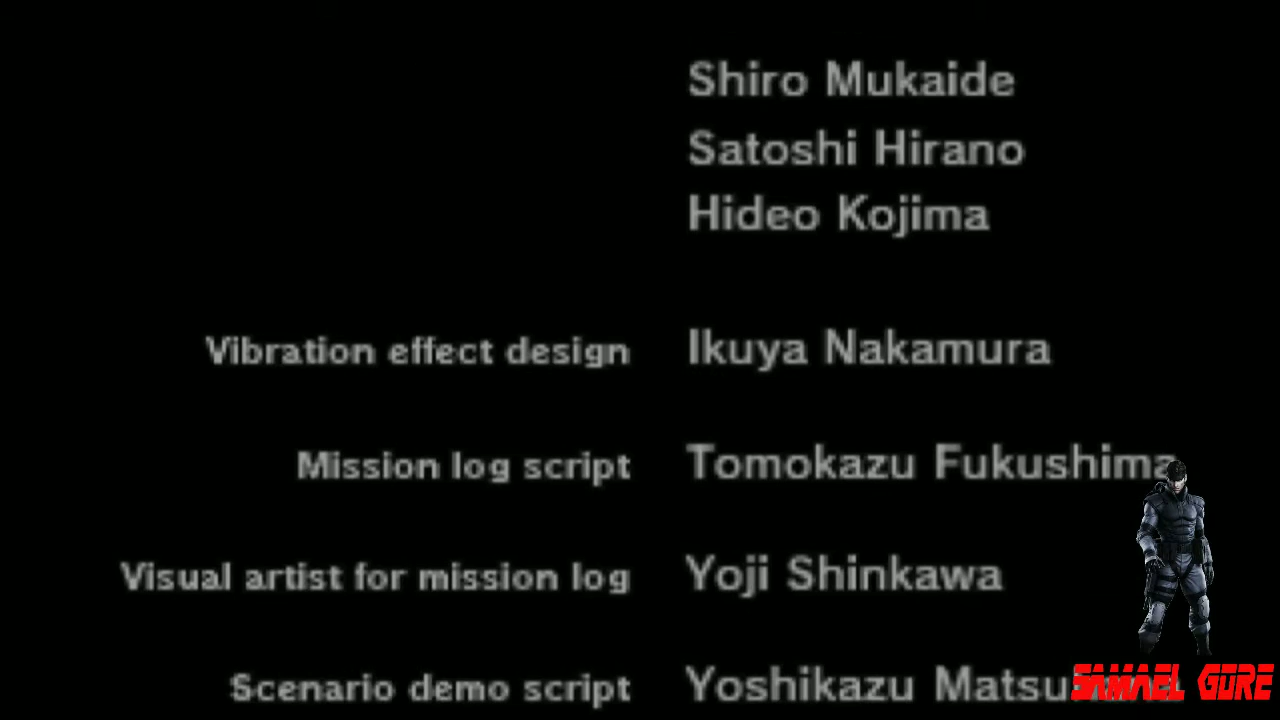 Shiro Mukaide
Satoshi Hirano
Hideo Kojima
Vibration effect design Ikuya Nakamura
Mission log script Tomokazu Fukushima
Visual artist for mission log Yoji Shinkawa
Scenario demo script Yoshikazu
SAMAEL GORE